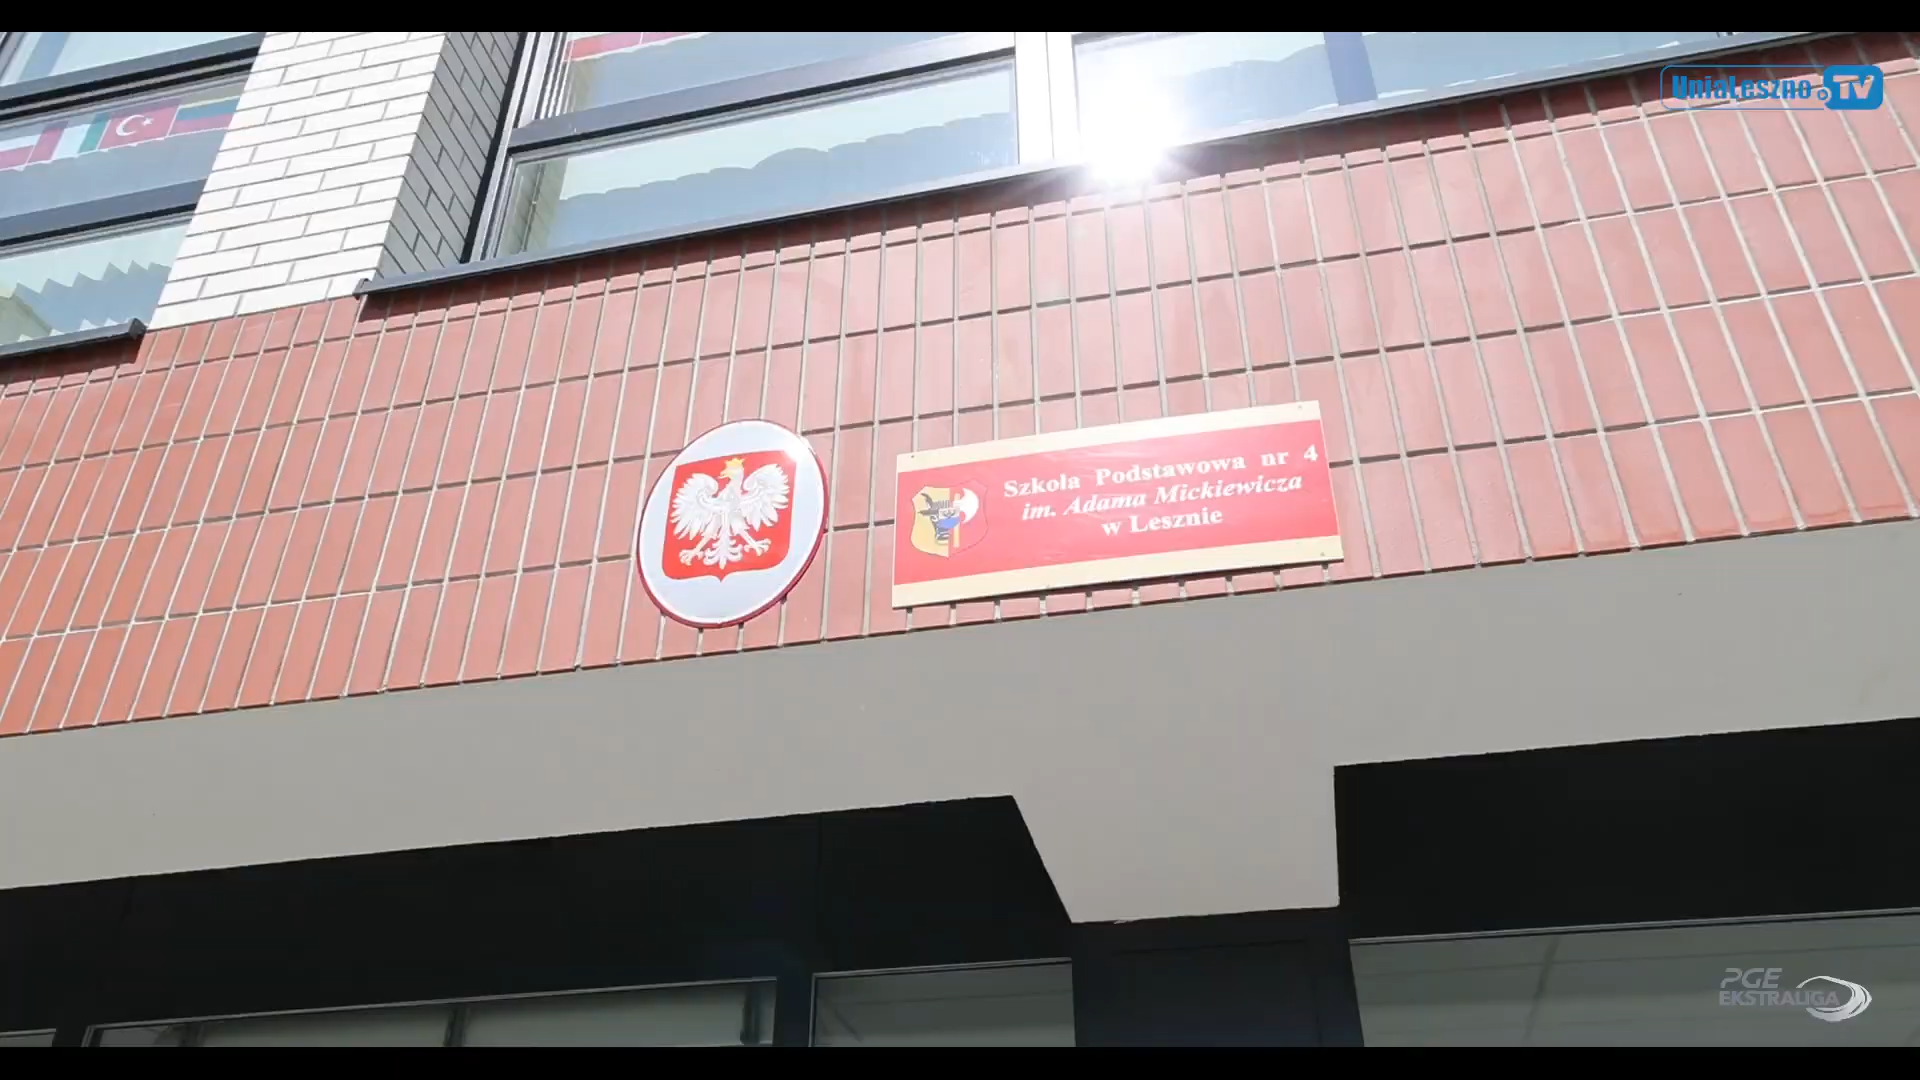 UniaLeszno.TV
Szkoła Podstawowa nr 4
im. Adama Mickiewicza
w Lesznie
PGE
EKSTRALIGA